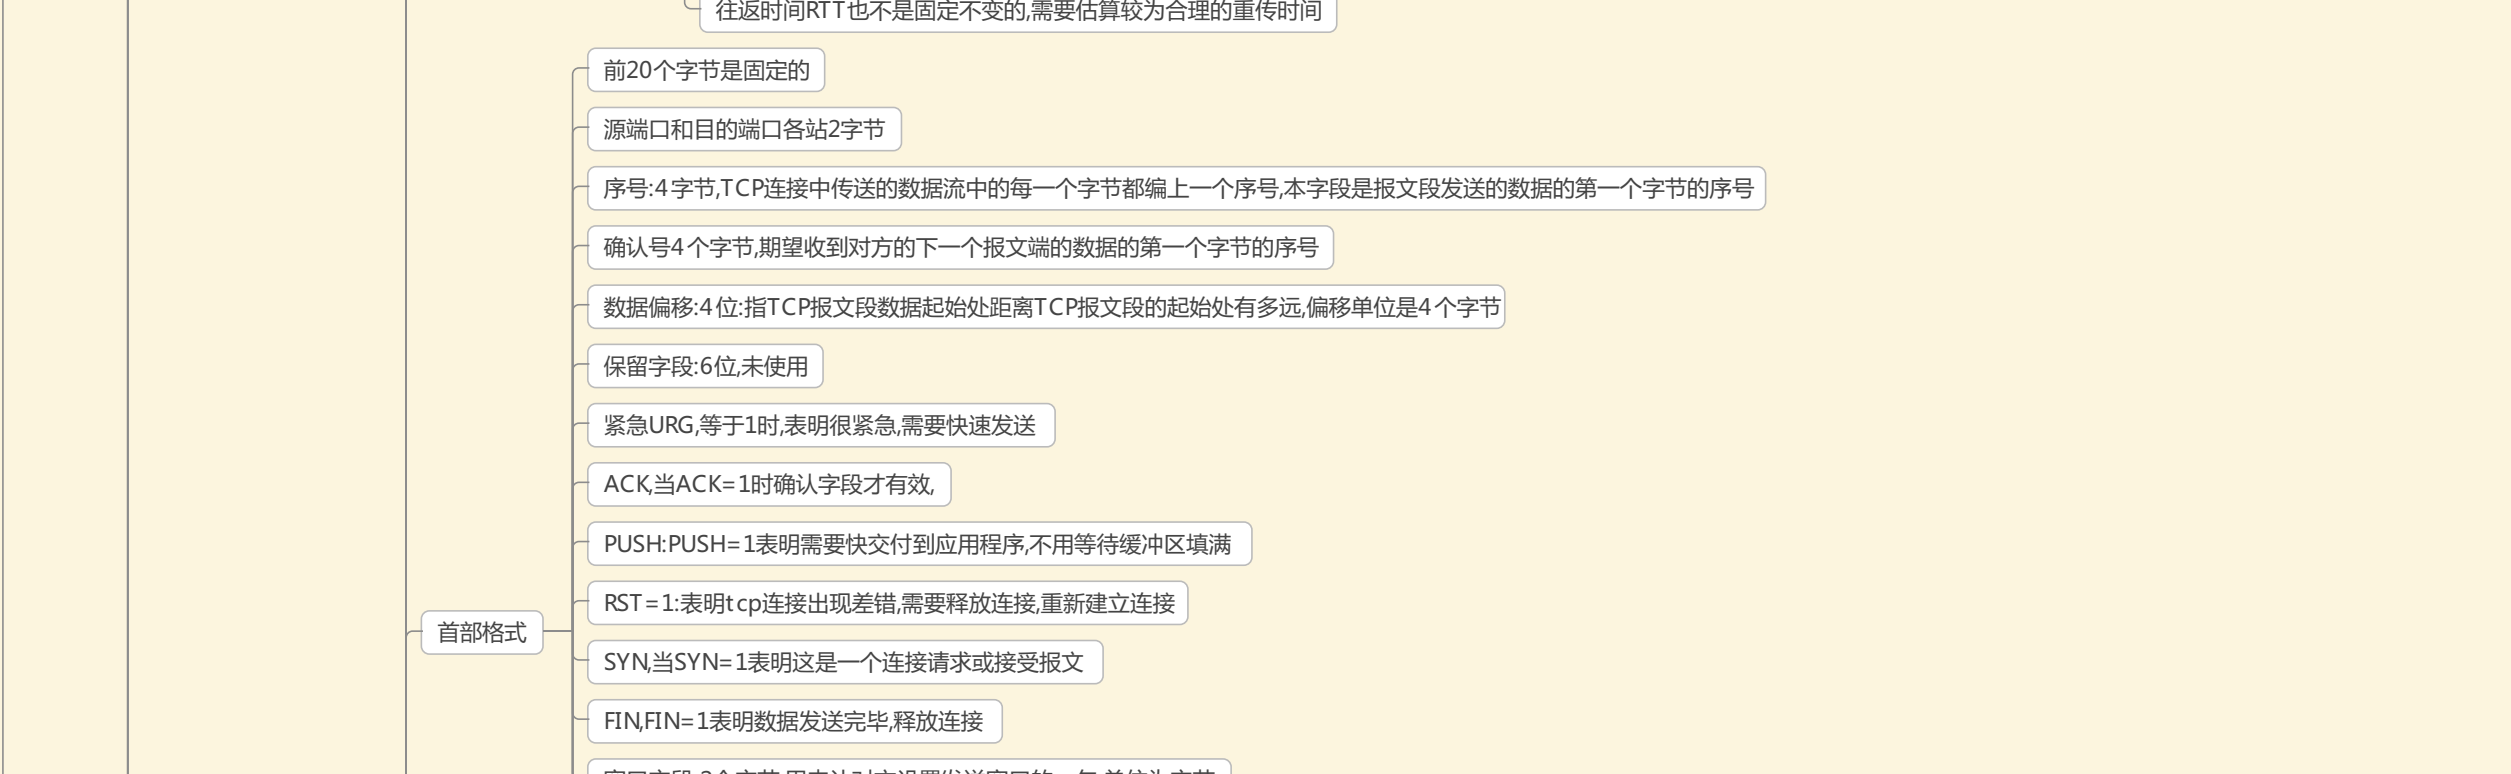 往返时间RTT也不是固定不变的,需要估算较为合理的重传时间
前20个字节是固定的
源端口和目的端口各站2字节
序号:4字节,TCP连接中传送的数据流中的每一个字节都编上一个序号,本字段是报文段发送的数据的第一个字节的序号
确认号4个字节,期望收到对方的下一个报文端的数据的第一个字节的序号
数据偏移:4位:指TCP报文段数据起始处距离TCP报文段的起始处有多远,偏移单位是4个字节
保留字段:6位,未使用
紧急URG,等于1时,表明很紧急,需要快速发送
ACK,当ACK=1时确认字段才有效,
PUSH:PUSH=1表明需要快交付到应用程序,不用等待缓冲区填满
RST=1:表明tcp连接出现差错,需要释放连接,重新建立连接
首部格式
SYN,当SYN=1表明这是一个连接请求或接受报文
FIN,FIN=1表明数据发送完毕,释放连接